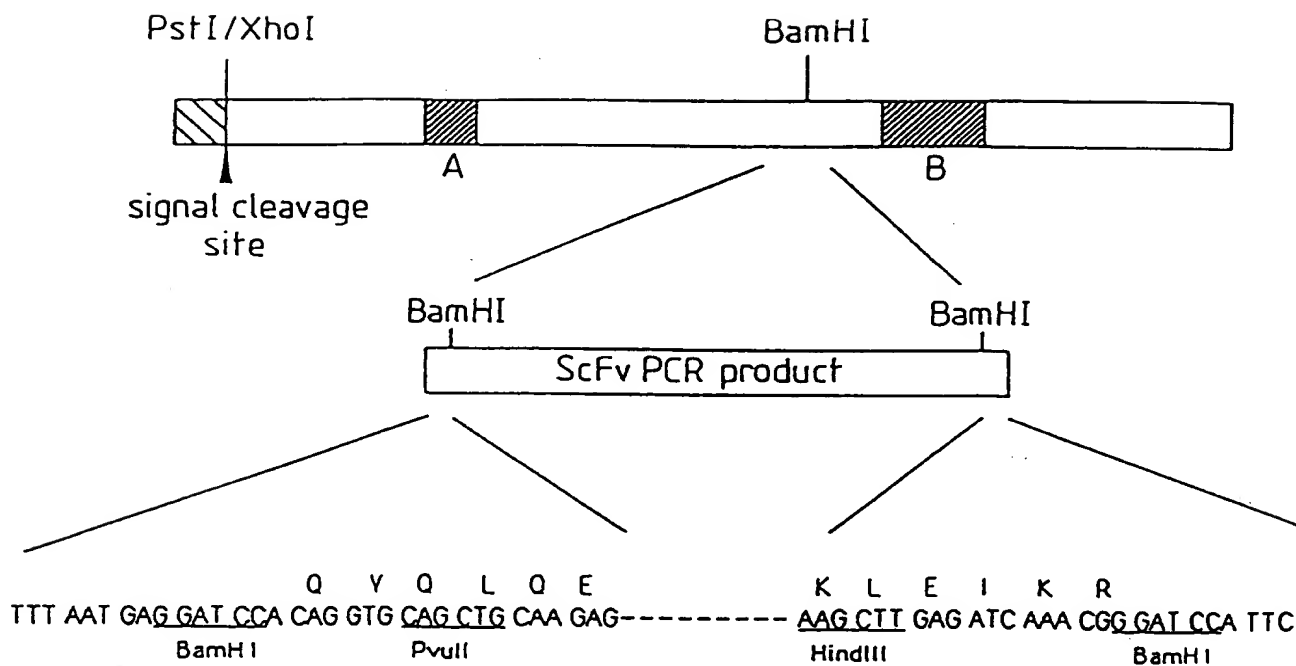 PstI/XhoI
BamHI
A
B
signal cleavage
site
BamHI
BamHI
ScFv PCR product
Q V Q L Q E
K L E I K R
TTT AAT GAG GAT CCA CAG GTG CAG CTG CAA GAG---------- AAG CTT GAG ATC AAA CGG GAT CCA TTC
BamHI
PvuII
HindIII
BamHI